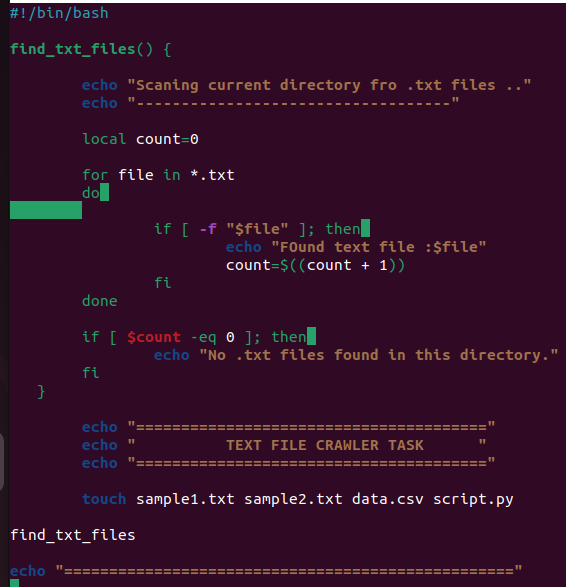 #!/bin/bash
find_txt_files() {
echo "Scaning current directory fro .txt files .."
echo "-----------------------------------"
local count=0
for file in *.txt
do
if [ -f "$file" ]; then
echo "FOund text file :$file"
count=$((count + 1))
fi
done
if [ $count -eq 0 ]; then
echo "No .txt files found in this directory."
fi
}
echo "======================================="
echo "          TEXT FILE CRAWLER TASK      "
echo "======================================="
touch sample1.txt sample2.txt data.csv script.py
find_txt_files
echo "=================================================="